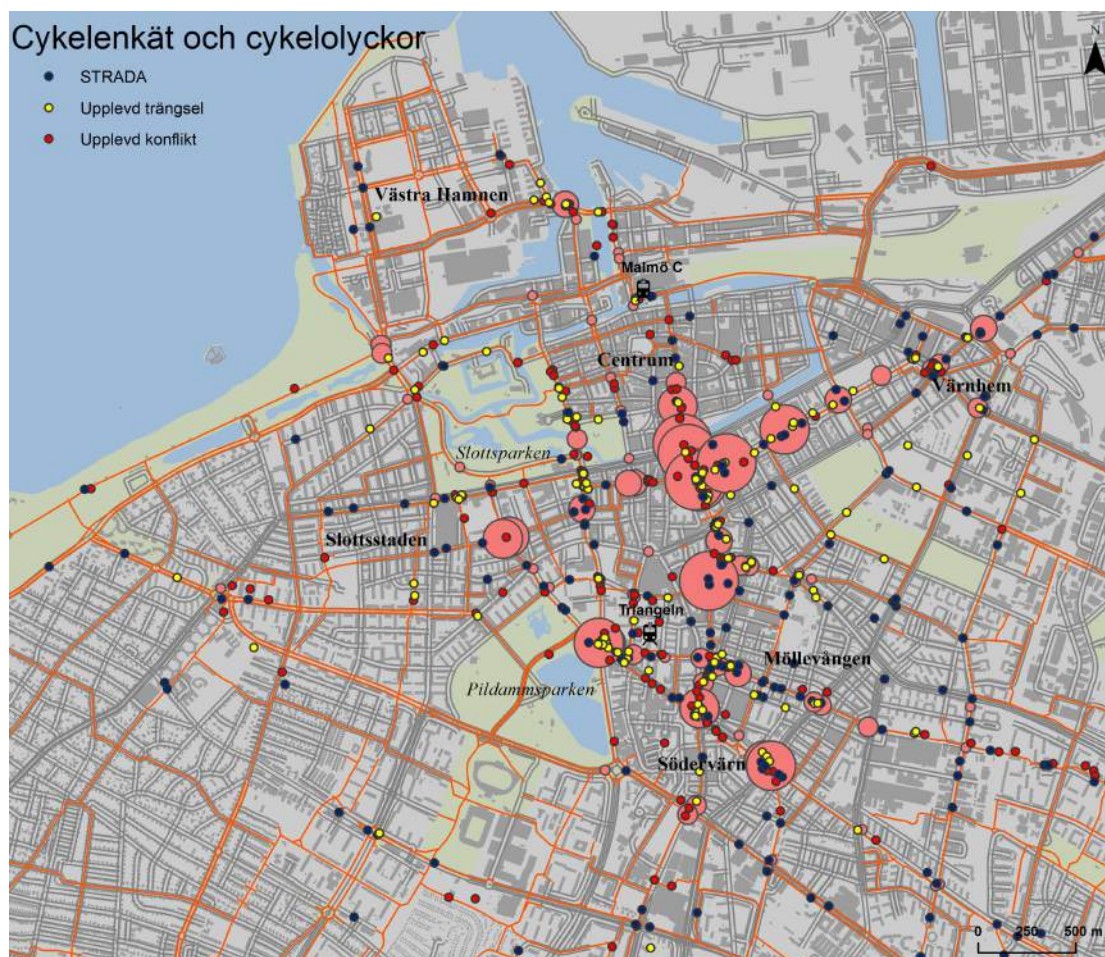 Cykelenkät och cykelolyckor
STRADA
Upplevd trängsel
Upplevd konflikt
N
Västra Hamnen
Malmö C
Centrum
Värnhem
Slottsparken
Slottsstaden
Triangeln
Möllevången
Pildammsparken
Södervärn
0 250 500 m